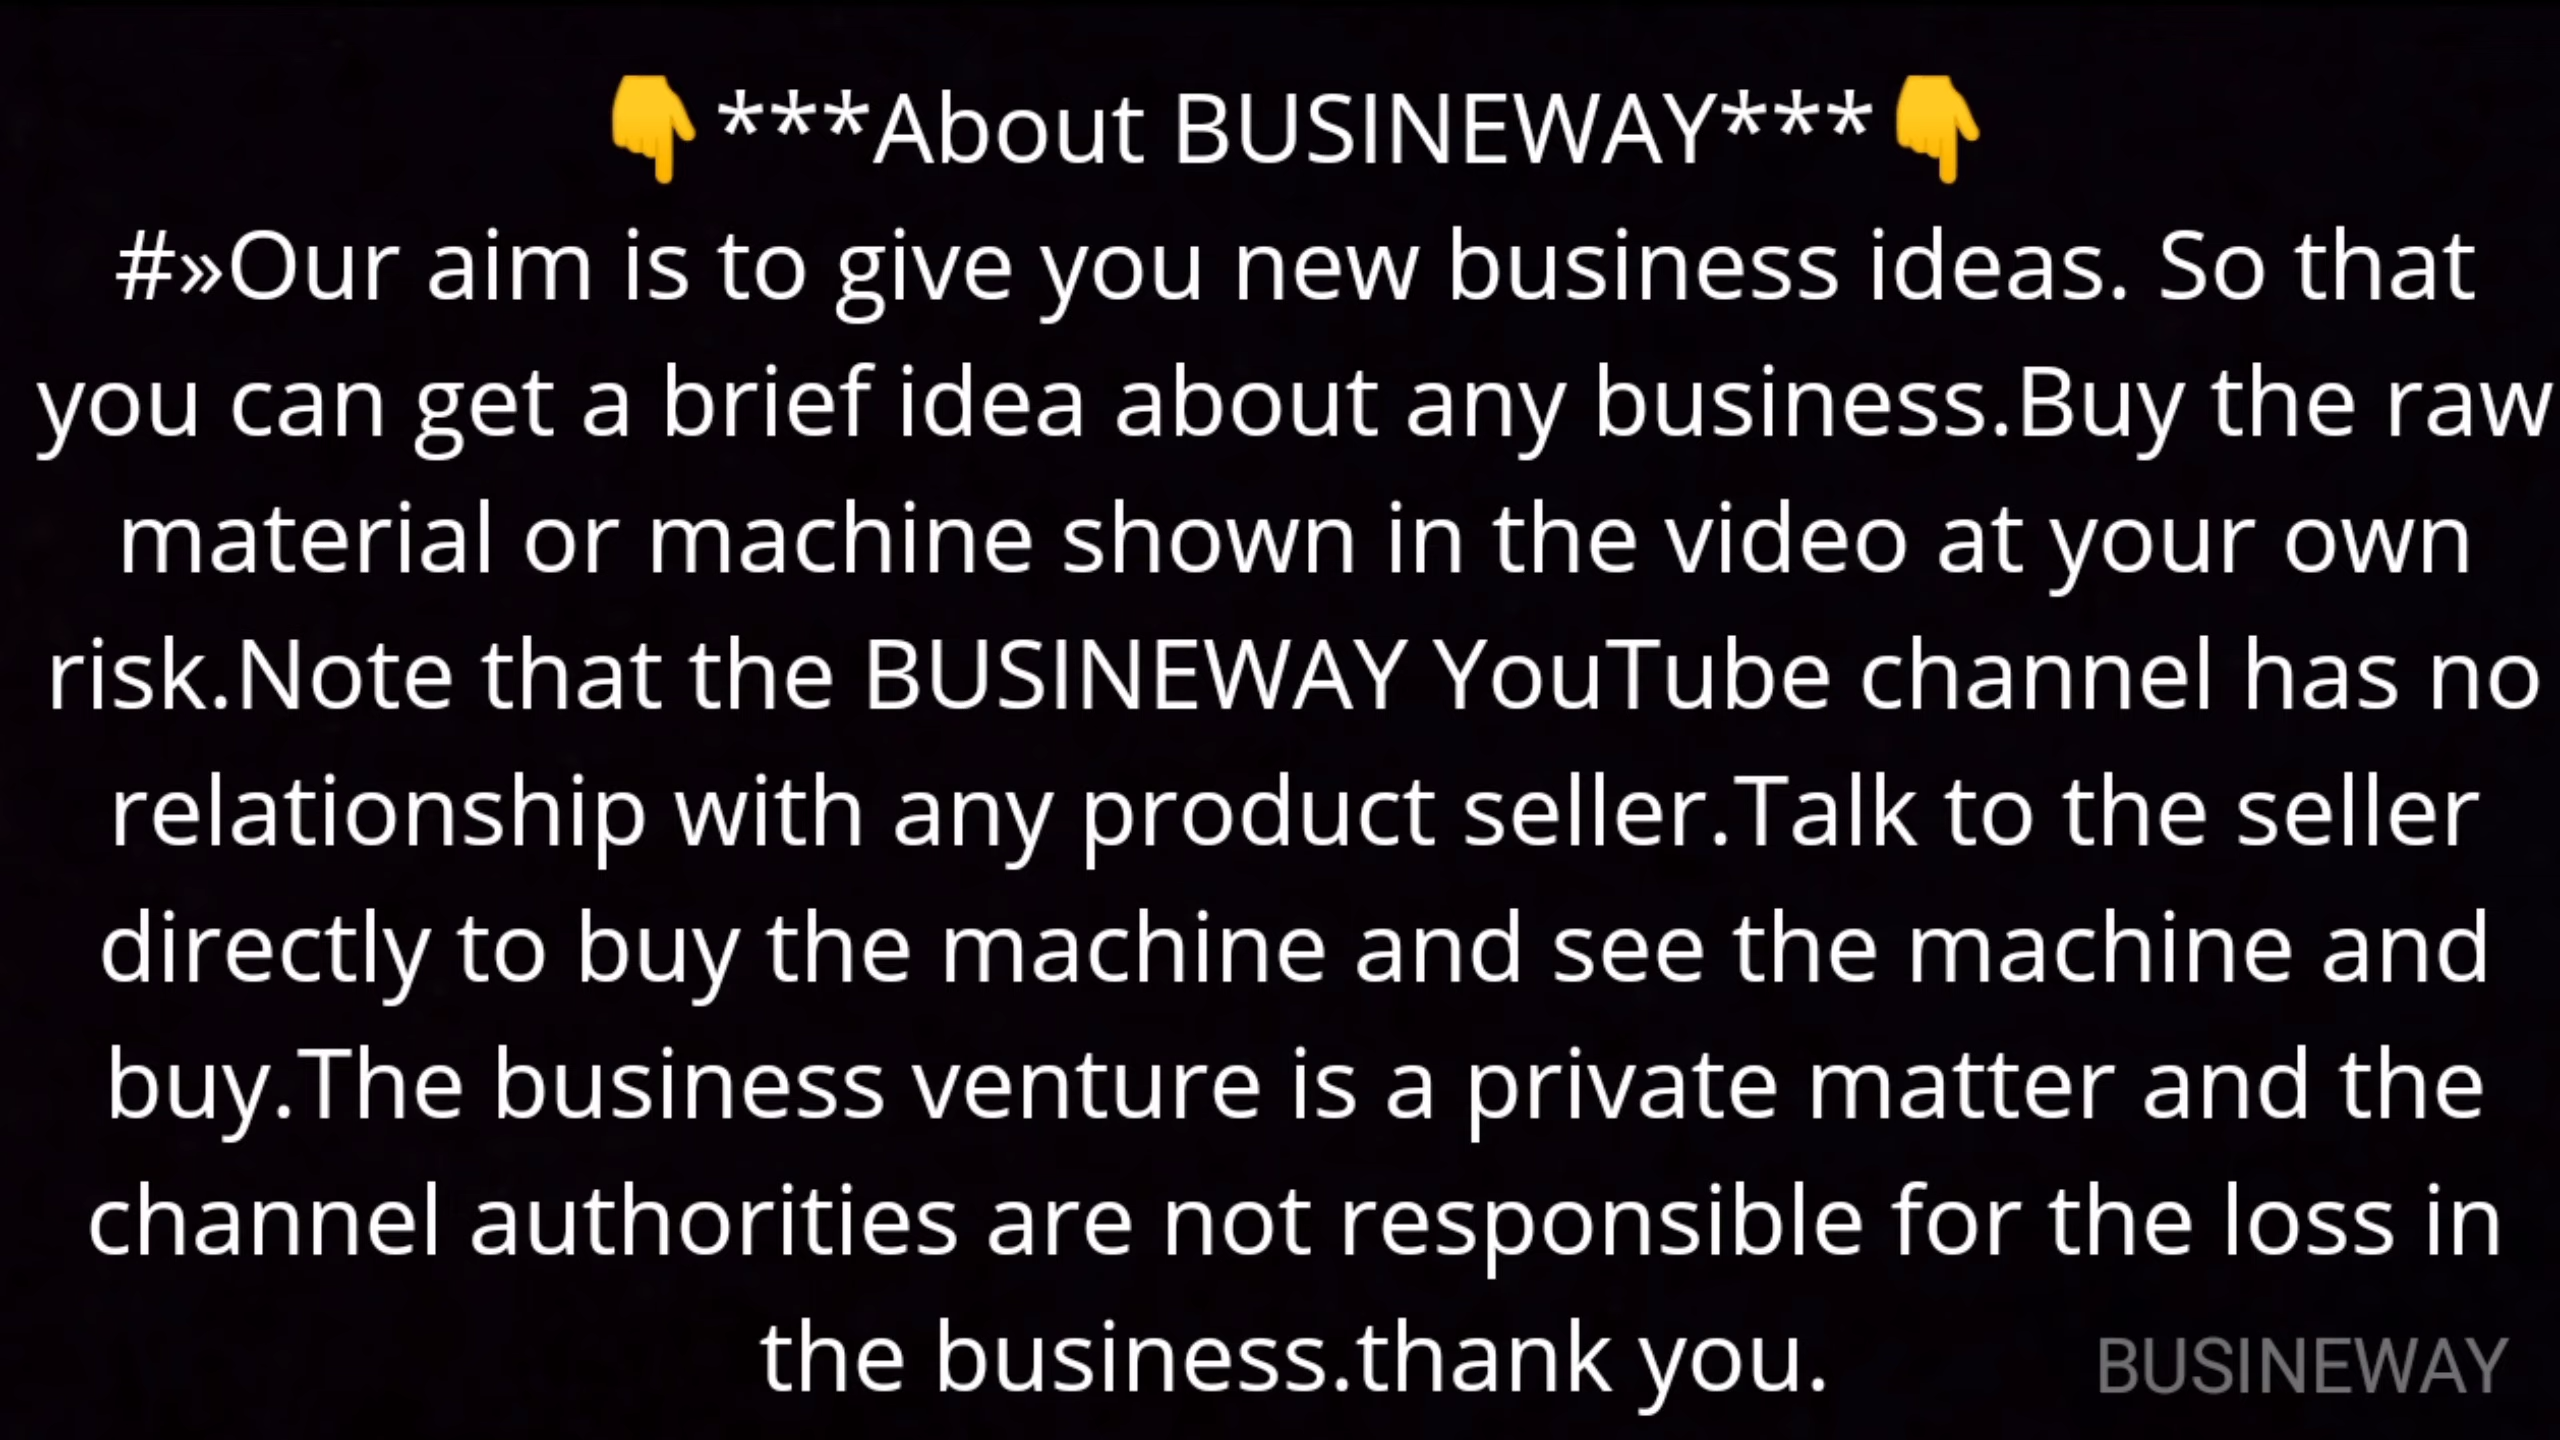 👇***About BUSINEWAY***👇
#»Our aim is to give you new business ideas. So that
you can get a brief idea about any business.Buy the raw
material or machine shown in the video at your own
risk.Note that the BUSINEWAY YouTube channel has no
relationship with any product seller.Talk to the seller
directly to buy the machine and see the machine and
buy.The business venture is a private matter and the
channel authorities are not responsible for the loss in
the business.thank you.
BUSINEWAY